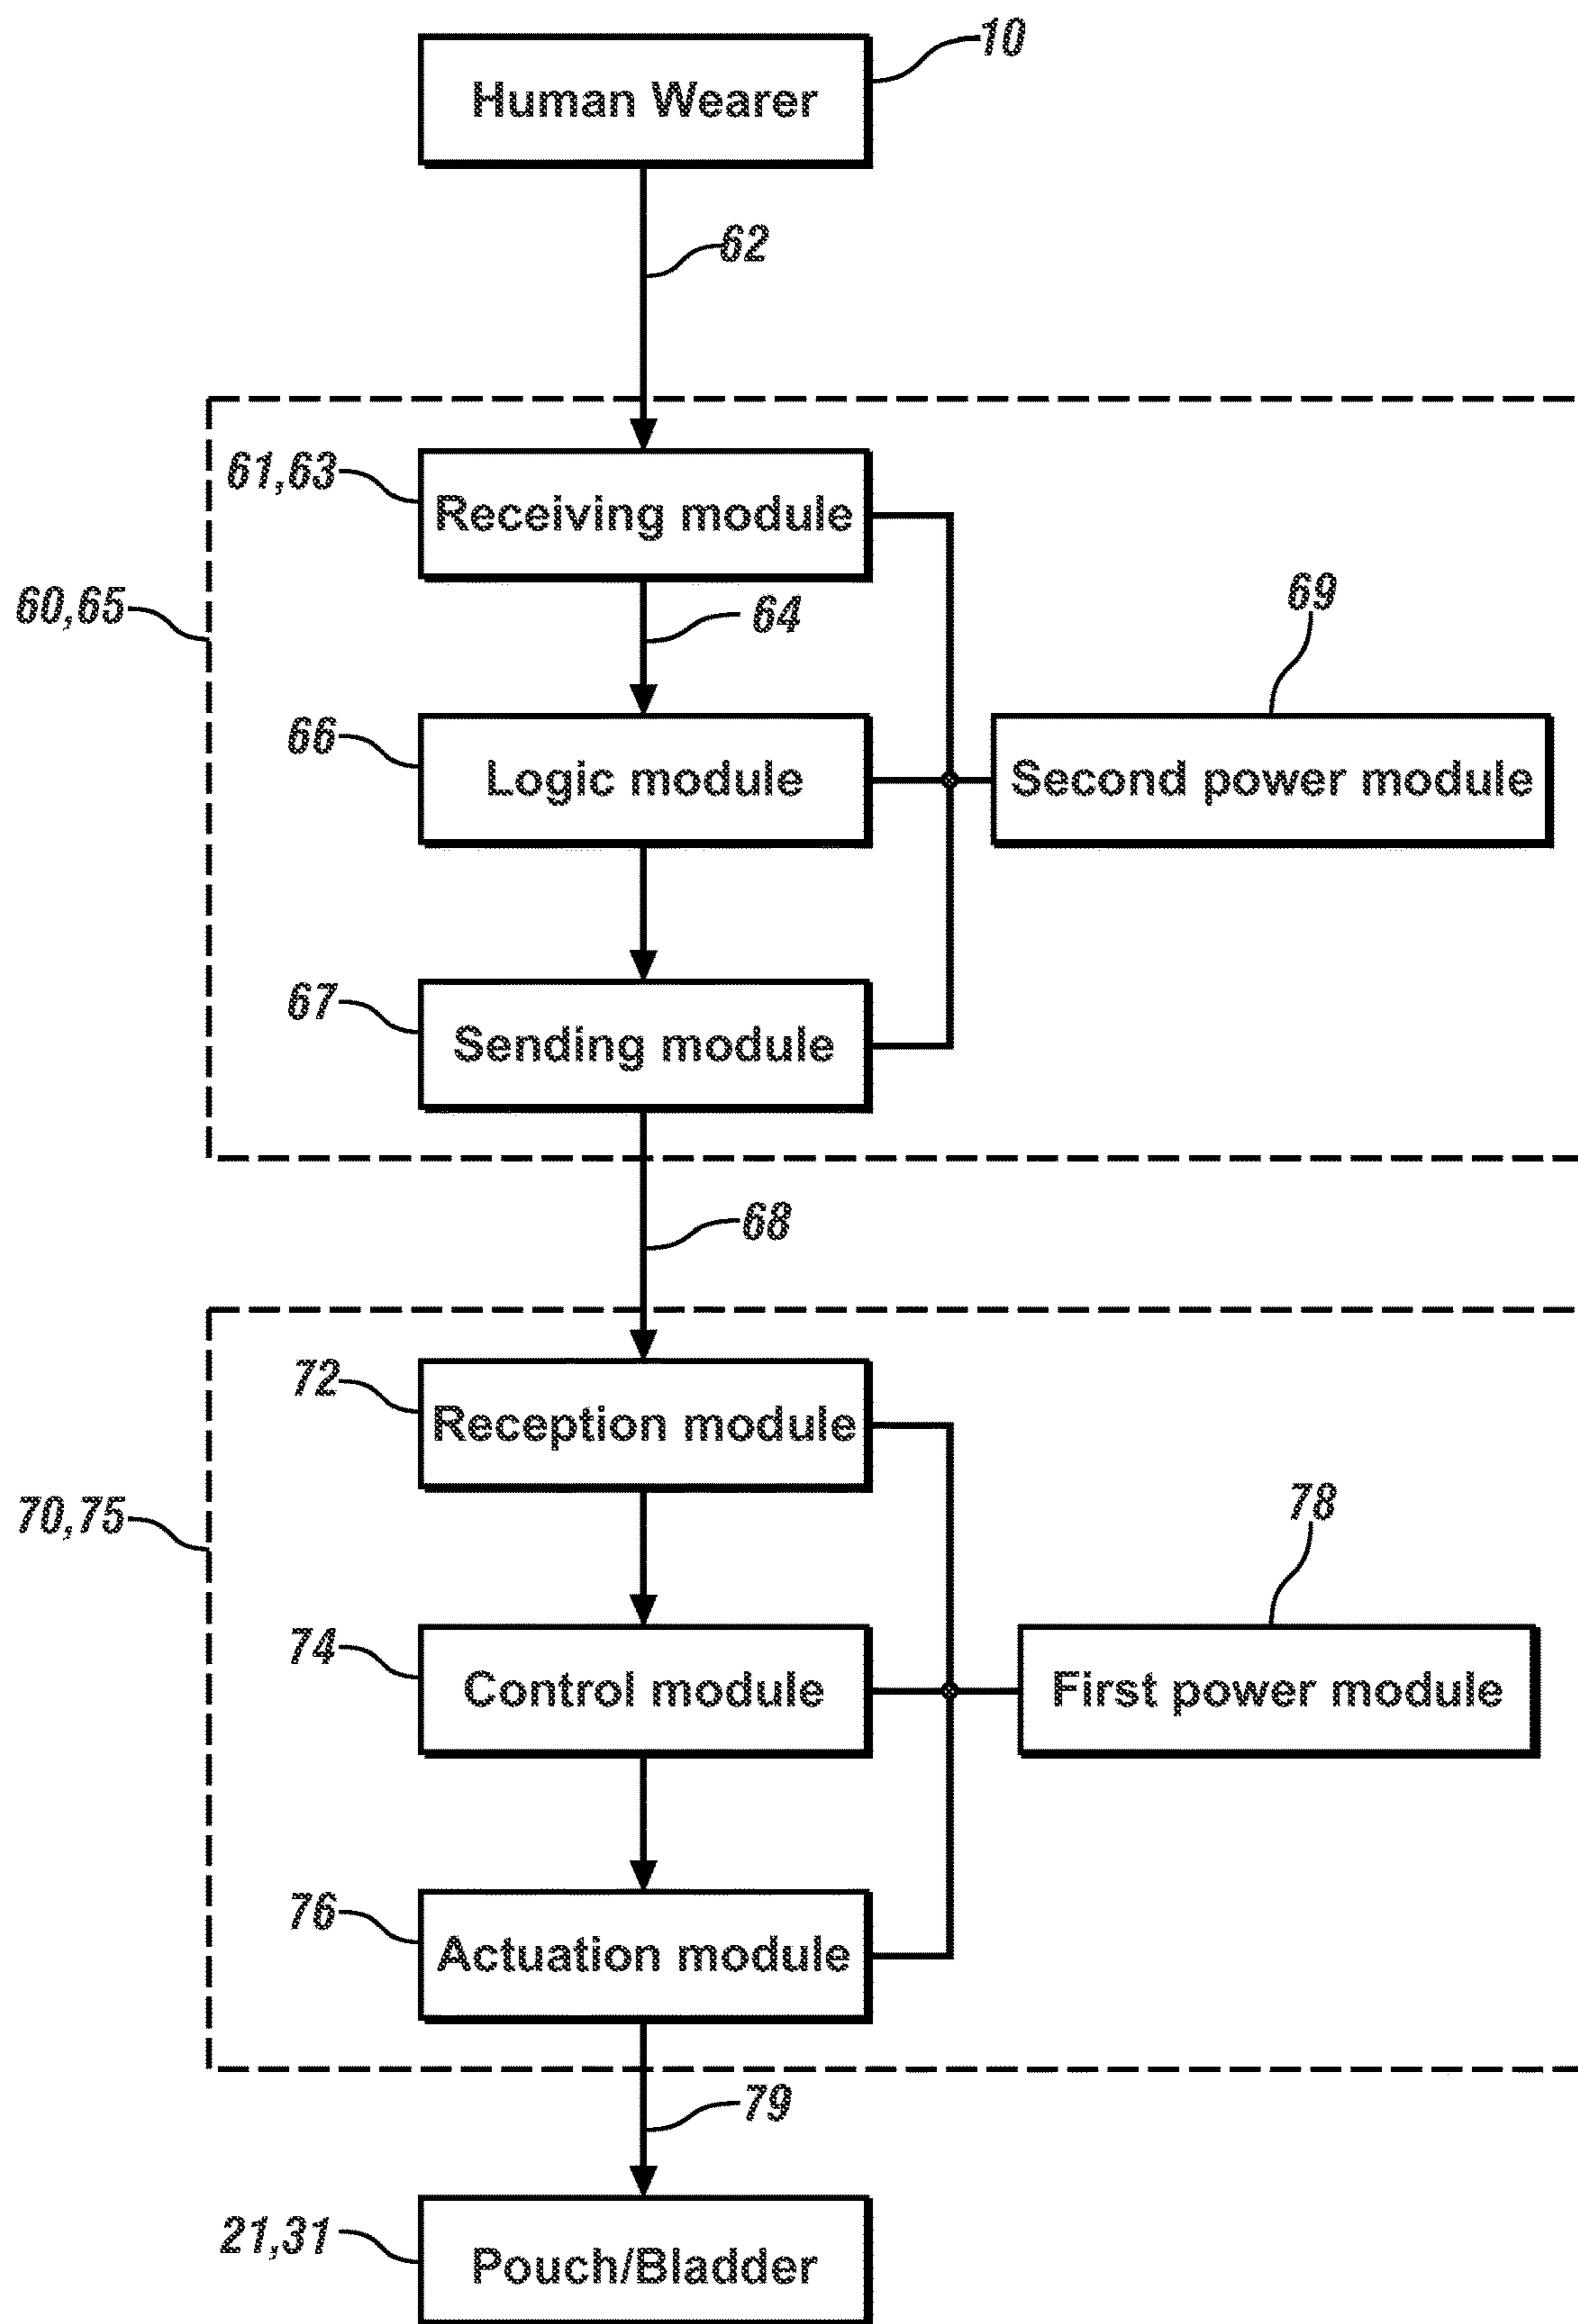 10
Human Wearer
62
61,63
Receiving module
60,65
64
69
66
Logic module
Second power module
67
Sending module
68
72
Reception module
70,75
78
74
Control module
First power module
76
Actuation module
79
21,31
Pouch/Bladder